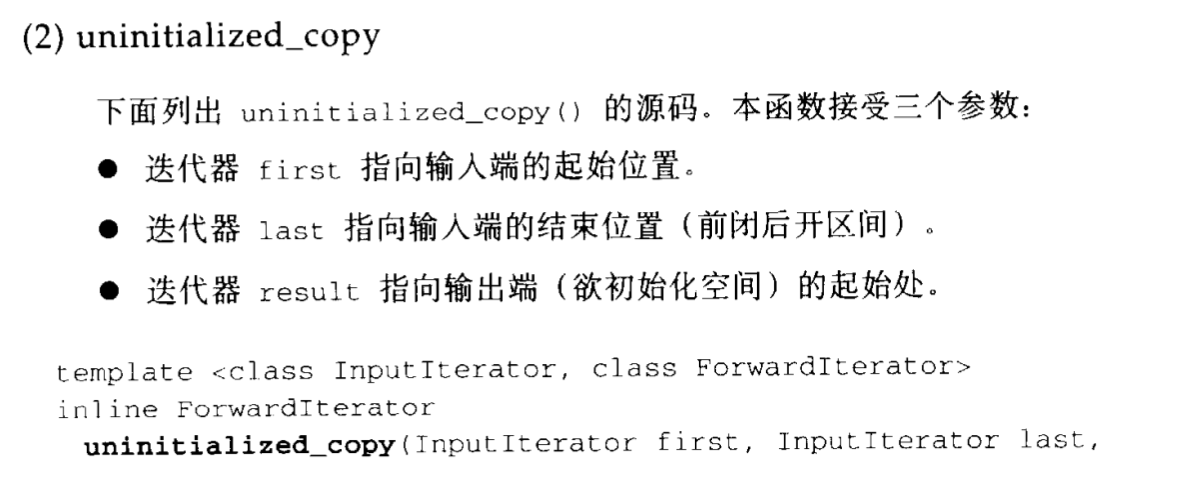 (2) uninitialized_copy
下面列出 uninitialized_copy() 的源码。本函数接受三个参数：
● 迭代器 first 指向输入端的起始位置。
● 迭代器 last 指向输入端的结束位置（前闭后开区间）。
● 迭代器 result 指向输出端（欲初始化空间）的起始处。
template <class InputIterator, class ForwardIterator>
inline ForwardIterator
uninitialized_copy(InputIterator first, InputIterator last,